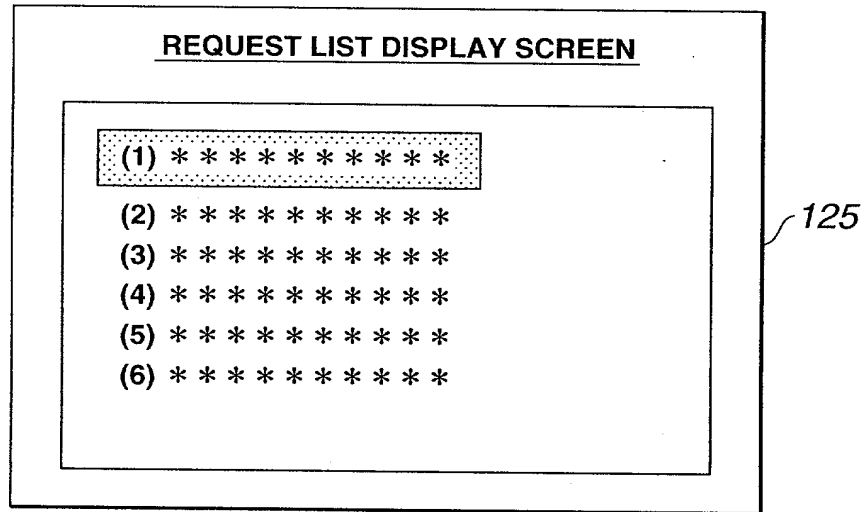 REQUEST LIST DISPLAY SCREEN
(1) * * * * * * * * * *
(2) * * * * * * * * * *
(3) * * * * * * * * * *
(4) * * * * * * * * * *
(5) * * * * * * * * * *
(6) * * * * * * * * * *
125